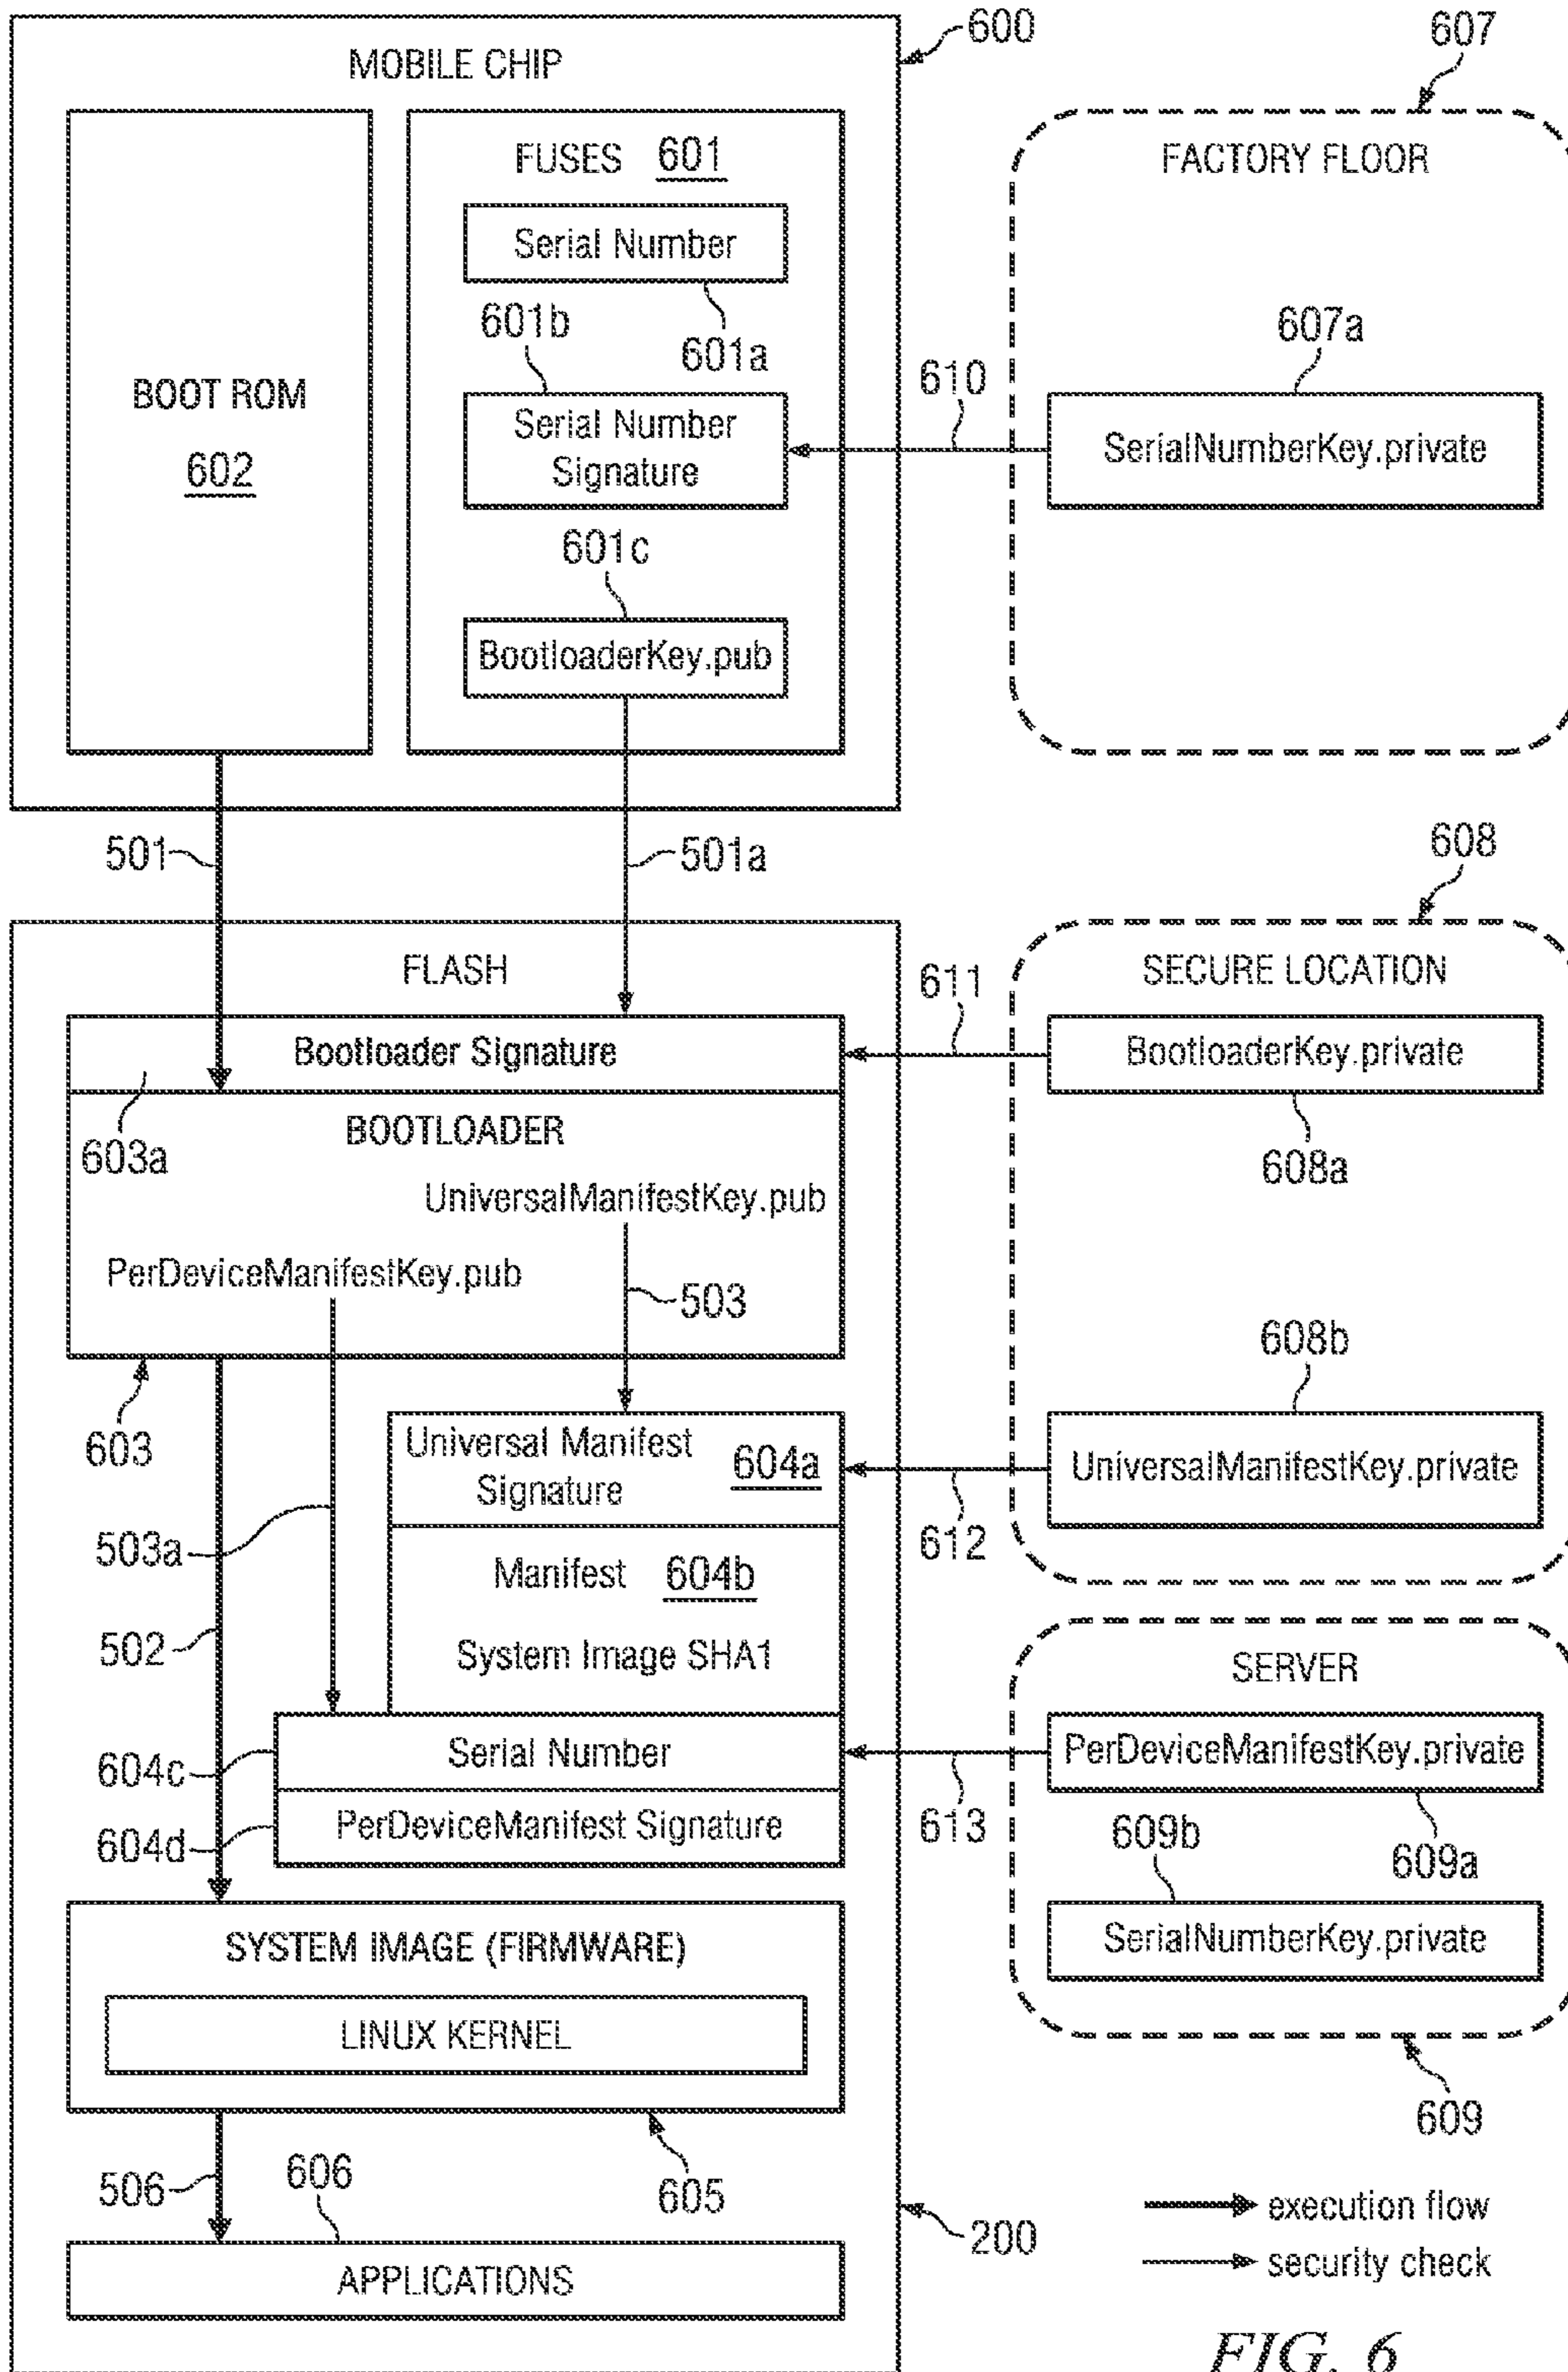 600
607
MOBILE CHIP
FUSES 601
FACTORY FLOOR
Serial Number
601b
601a
607a
BOOT ROM
602
Serial Number
Signature
610
SerialNumberKey.private
601c
BootloaderKey.pub
501
501a
608
FLASH
611
SECURE LOCATION
Bootloader Signature
BootloaderKey.private
603a
BOOTLOADER
608a
UniversalManifestKey.pub
PerDeviceManifestKey.pub
503
608b
603
Universal Manifest
Signature
604a
UniversalManifestKey.private
503a
612
Manifest 604b
502
System Image SHA1
SERVER
604c
Serial Number
PerDeviceManifestKey.private
604d
PerDeviceManifest Signature
613
609b
609a
SYSTEM IMAGE (FIRMWARE)
SerialNumberKey.private
LINUX KERNEL
609
506
606
605
execution flow
200
security check
APPLICATIONS
FIG. 6